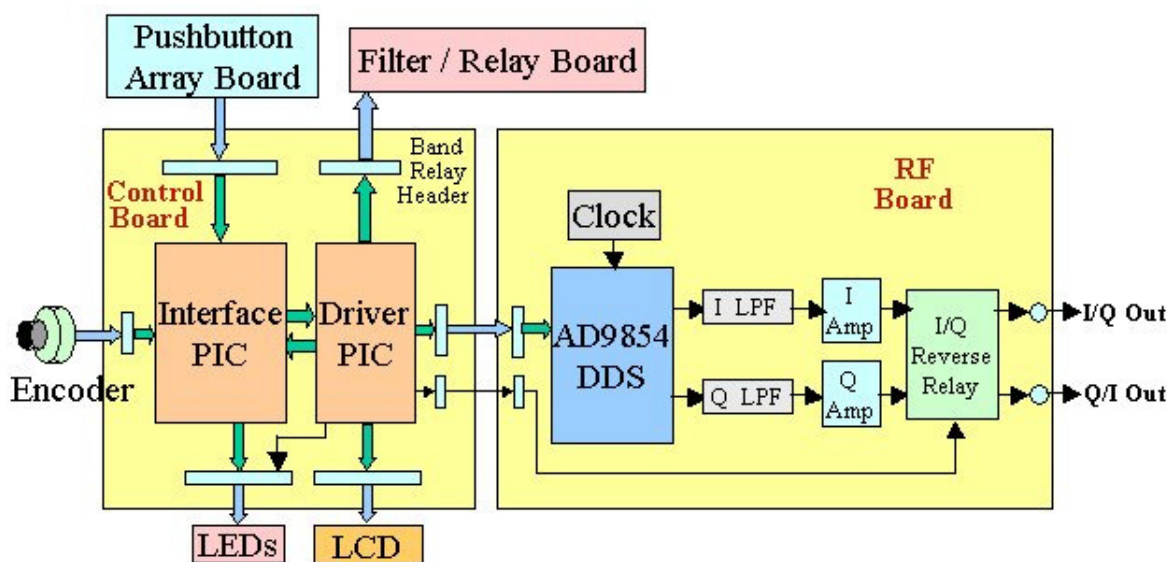 Pushbutton
Array Board
Filter / Relay Board
Control
Board
Band
Relay
Header
RF
Board
Clock
Interface
PIC
Driver
PIC
Encoder
AD9854
DDS
I LPF
I
Amp
Q LPF
Q
Amp
I/Q
Reverse
Relay
I/Q Out
Q/I Out
LEDs
LCD